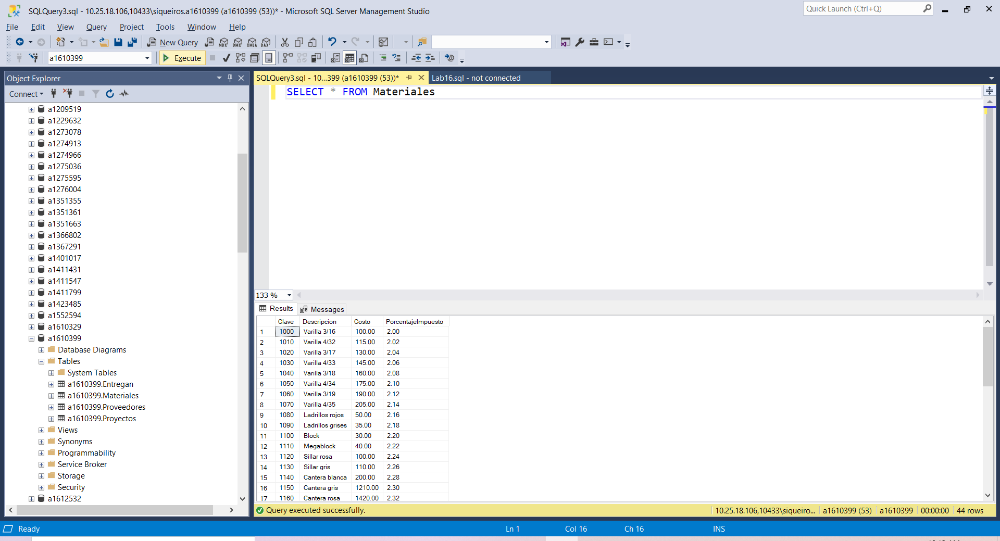 SQLQuery3.sql - 10.25.18.106,10433\siqueiros.a1610399 (a1610399 (53))* - Microsoft SQL Server Management Studio
Quick Launch (Ctrl+Q)
File Edit View Query Project Tools Window Help
New Query MDX DMX XMLA DAX
a1610399 Execute
Object Explorer
Connect
a1209519
a1229632
a1273078
a1274913
a1274966
a1275036
a1275595
a1276004
a1351355
a1351361
a1351663
a1366802
a1367291
a1401017
a1411431
a1411547
a1411799
a1423485
a1552594
a1610329
a1610399
Database Diagrams
Tables
System Tables
a1610399.Entregan
a1610399.Materiales
a1610399.Proveedores
a1610399.Proyectos
Views
Synonyms
Programmability
Service Broker
Storage
Security
a1612532
SQLQuery3.sql - 10...399 (a1610399 (53))* Lab16.sql - not connected
SELECT * FROM Materiales
133 %
Results Messages
Clave Descripcion Costo PorcentajeImpuesto
1 1000 Varilla 3/16 100.00 2.00
2 1010 Varilla 4/32 115.00 2.02
3 1020 Varilla 3/17 130.00 2.04
4 1030 Varilla 4/33 145.00 2.06
5 1040 Varilla 3/18 160.00 2.08
6 1050 Varilla 4/34 175.00 2.10
7 1060 Varilla 3/19 190.00 2.12
8 1070 Varilla 4/35 205.00 2.14
9 1080 Ladrillos rojos 50.00 2.16
10 1090 Ladrillos grises 35.00 2.18
11 1100 Block 30.00 2.20
12 1110 Megablock 40.00 2.22
13 1120 Sillar rosa 100.00 2.24
14 1130 Sillar gris 110.00 2.26
15 1140 Cantera blanca 200.00 2.28
16 1150 Cantera gris 1210.00 2.30
17 1160 Cantera rosa 1420.00 2.32
Query executed successfully. 10.25.18.106,10433\siqueiro... a1610399 (53) a1610399 00:00:00 44 rows
Ready Ln 1 Col 16 Ch 16 INS